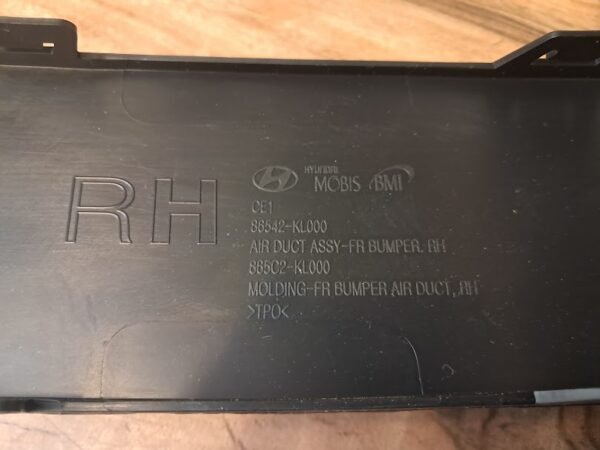 RH
HYUNDAI
MOBIS BMI
CE1
86542-KL000
AIR DUCT ASSY-FR BUMPER, RH
865C2-KL000
MOLDING-FR BUMPER AIR DUCT, RH
>TPO<